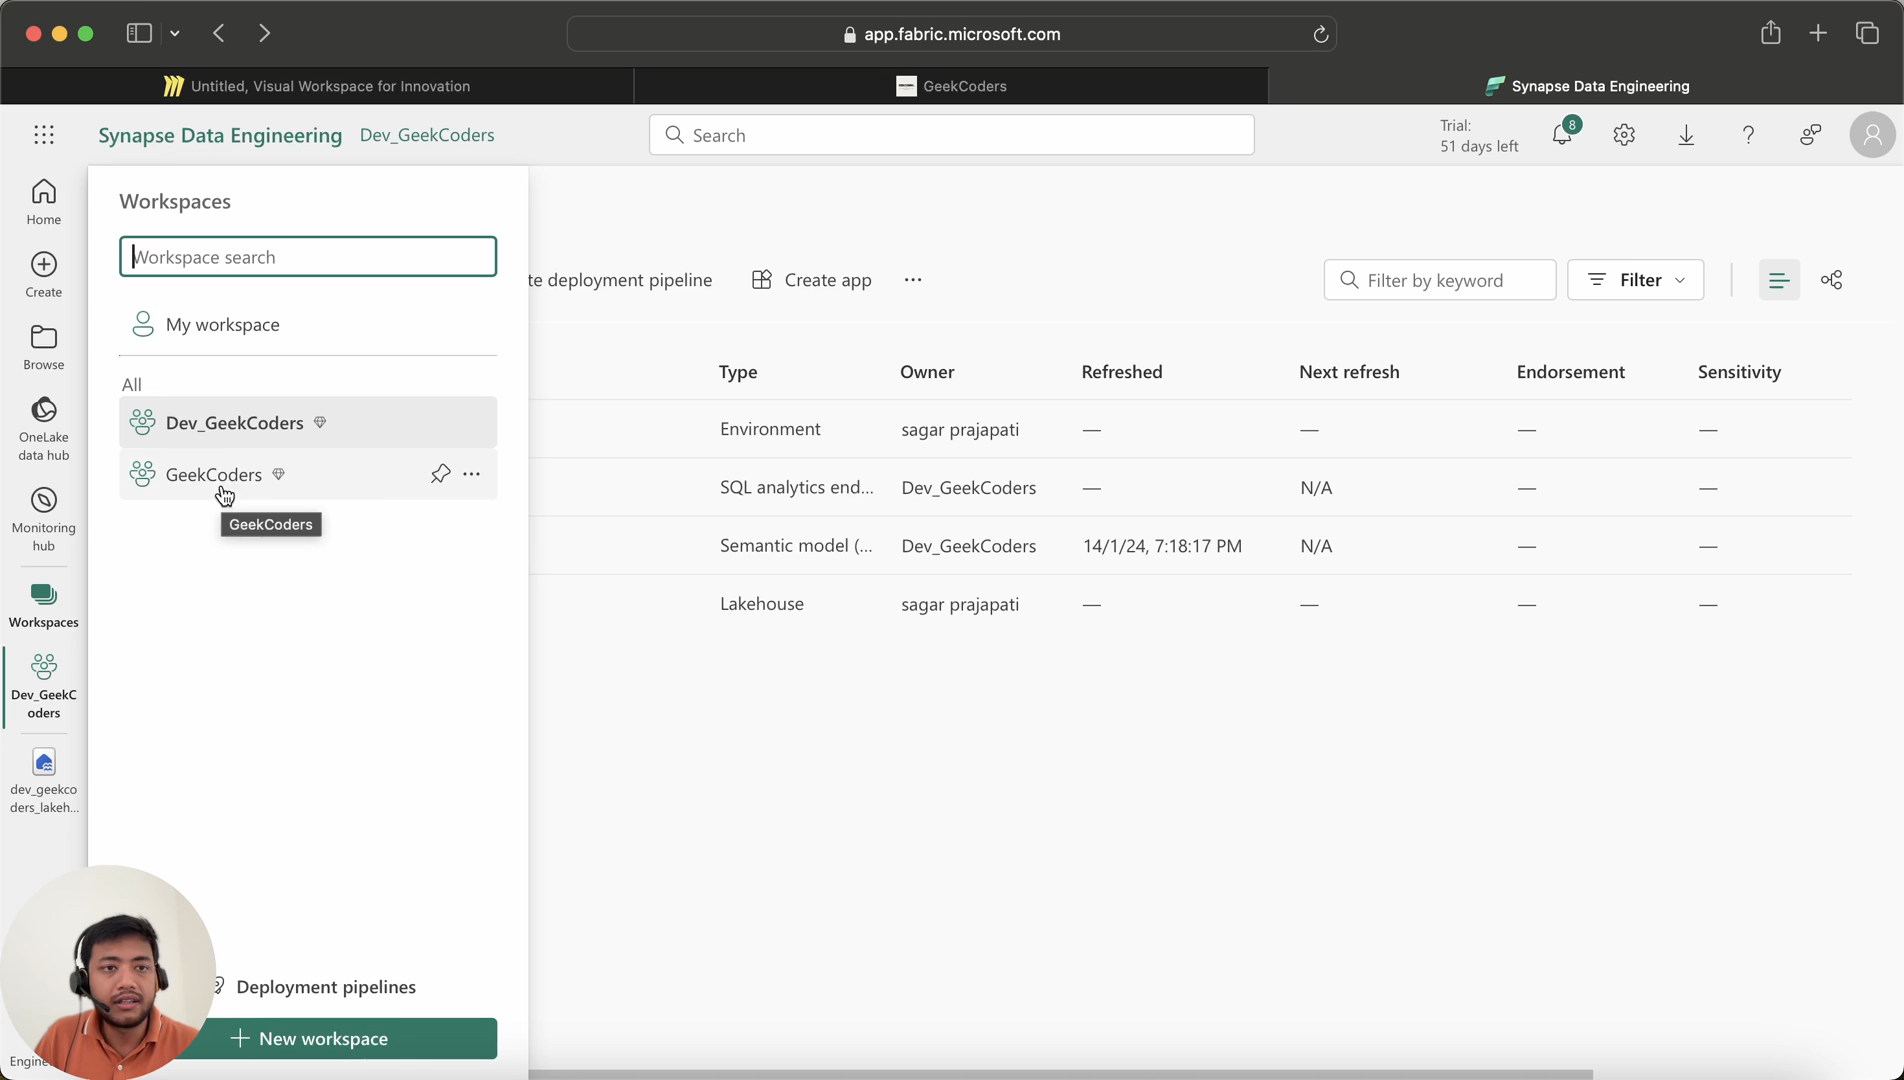 app.fabric.microsoft.com
Untitled, Visual Workspace for Innovation
GeekCoders
Synapse Data Engineering
Synapse Data Engineering Dev_GeekCoders
Search
Trial:
51 days left
8
?
Home
Create
Browse
OneLake
data hub
Monitoring
hub
Workspaces
Dev_GeekC
oders
dev_geekco
ders_lakeh...
Workspaces
Workspace search
My workspace
All
Dev_GeekCoders
GeekCoders
GeekCoders
Deployment pipelines
New workspace
te deployment pipeline
Create app
Filter by keyword
Filter
Type Owner Refreshed Next refresh Endorsement Sensitivity
Environment sagar prajapati — — — —
SQL analytics end... Dev_GeekCoders — N/A — —
Semantic model (... Dev_GeekCoders 14/1/24, 7:18:17 PM N/A — —
Lakehouse sagar prajapati — — — —